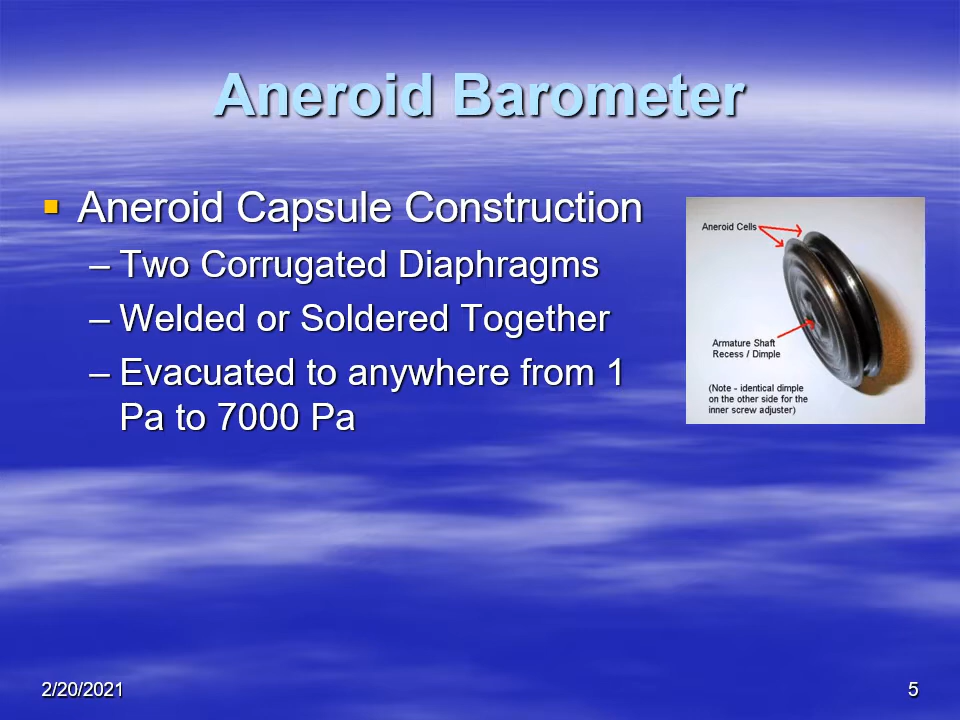 Aneroid Barometer
Aneroid Capsule Construction
– Two Corrugated Diaphragms
– Welded or Soldered Together
– Evacuated to anywhere from 1
Pa to 7000 Pa
Aneroid Cells
Armature Shaft
Recess / Dimple
(Note - identical dimple
on the other side for the
inner screw adjuster)
2/20/2021
5